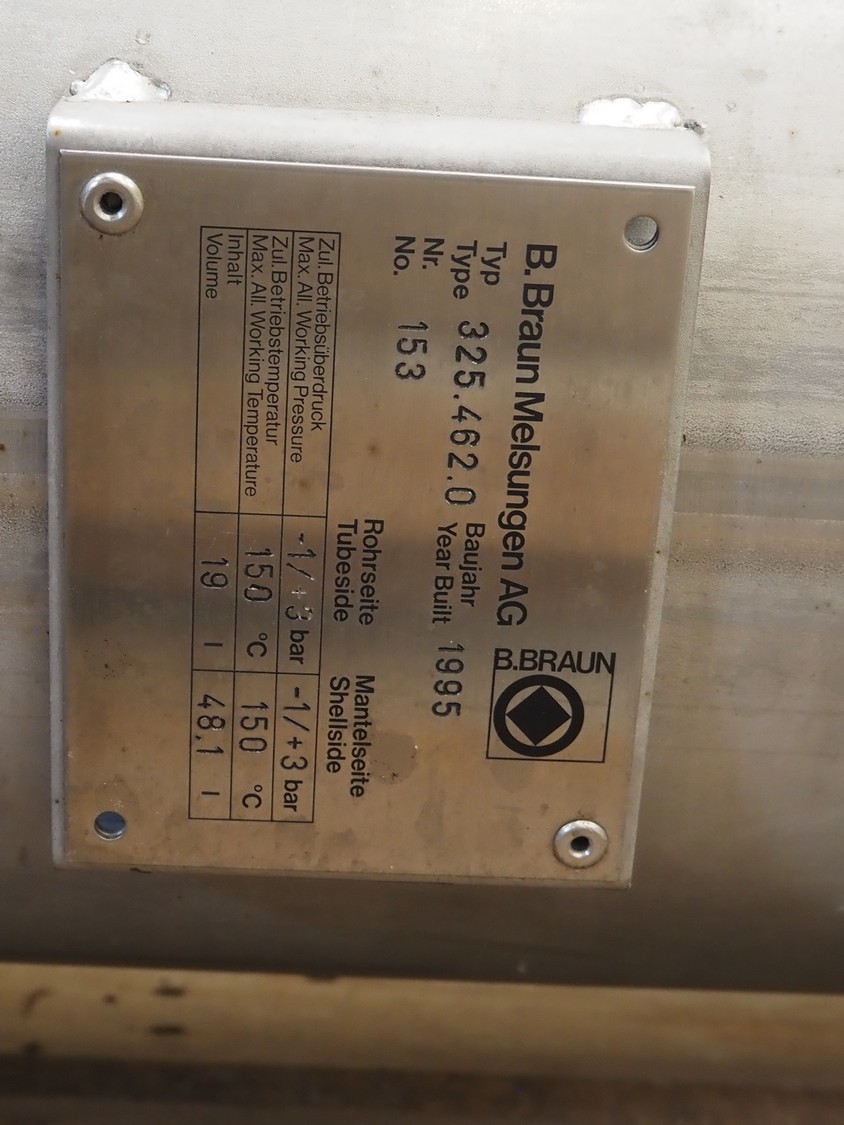 B. Braun Melsungen AG
B.BRAUN
Typ
Type 325.462.0
Baujahr
Year Built 1995
Nr.
No. 153
Rohrseite
Tubeside
Mantelseite
Shellside
Zul. Betriebsüberdruck
Max. All. Working Pressure -1/+3 bar -1/+3 bar
Zul. Betriebstemperatur
Max. All. Working Temperature 150 °C 150 °C
Inhalt
Volume 19 l 48,1 l